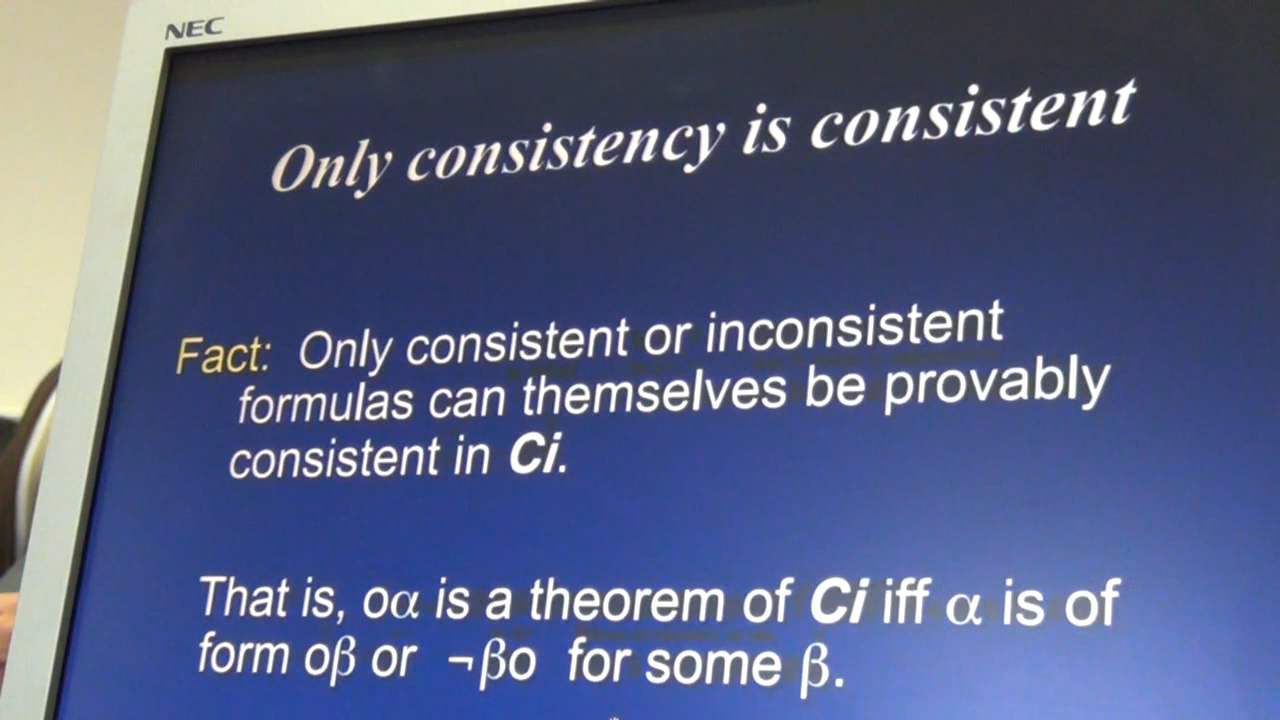 NEC
Only consistency is consistent
Fact: Only consistent or inconsistent
formulas can themselves be provably
consistent in Ci.
That is, oα is a theorem of Ci iff α is of
form oβ or ¬βo for some β.